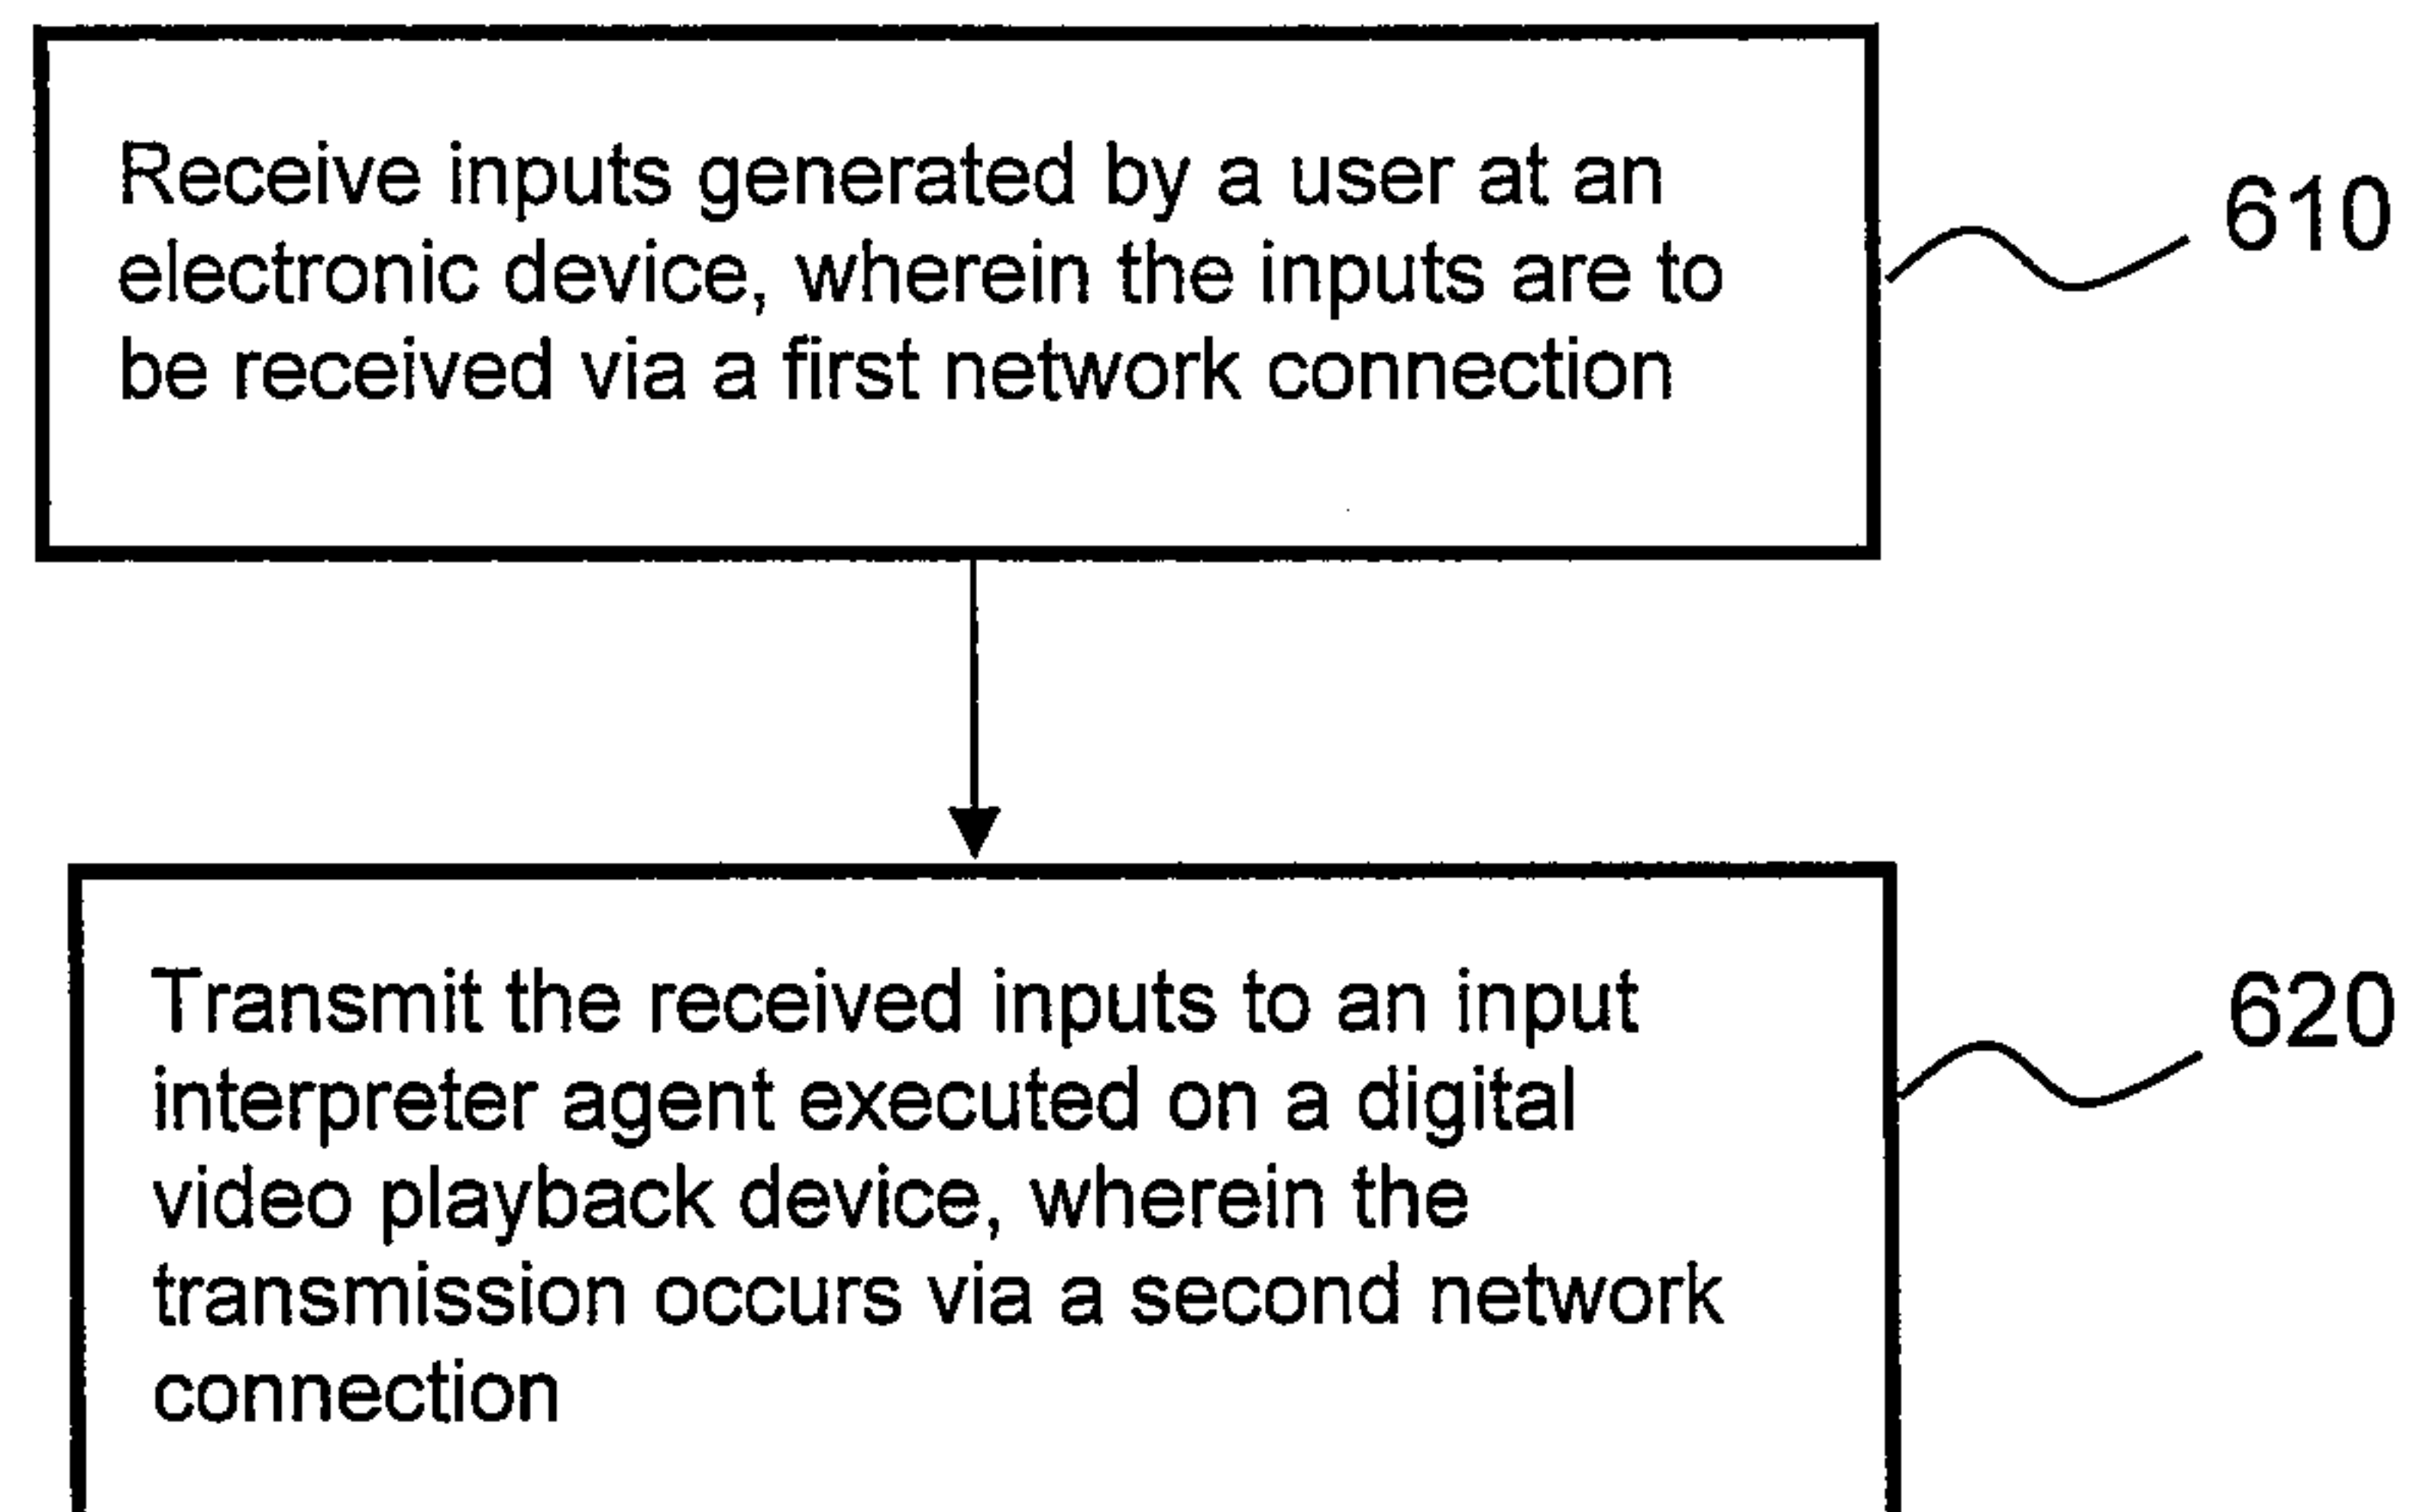 Receive inputs generated by a user at an
electronic device, wherein the inputs are to
be received via a first network connection
610
Transmit the received inputs to an input
interpreter agent executed on a digital
video playback device, wherein the
transmission occurs via a second network
connection
620